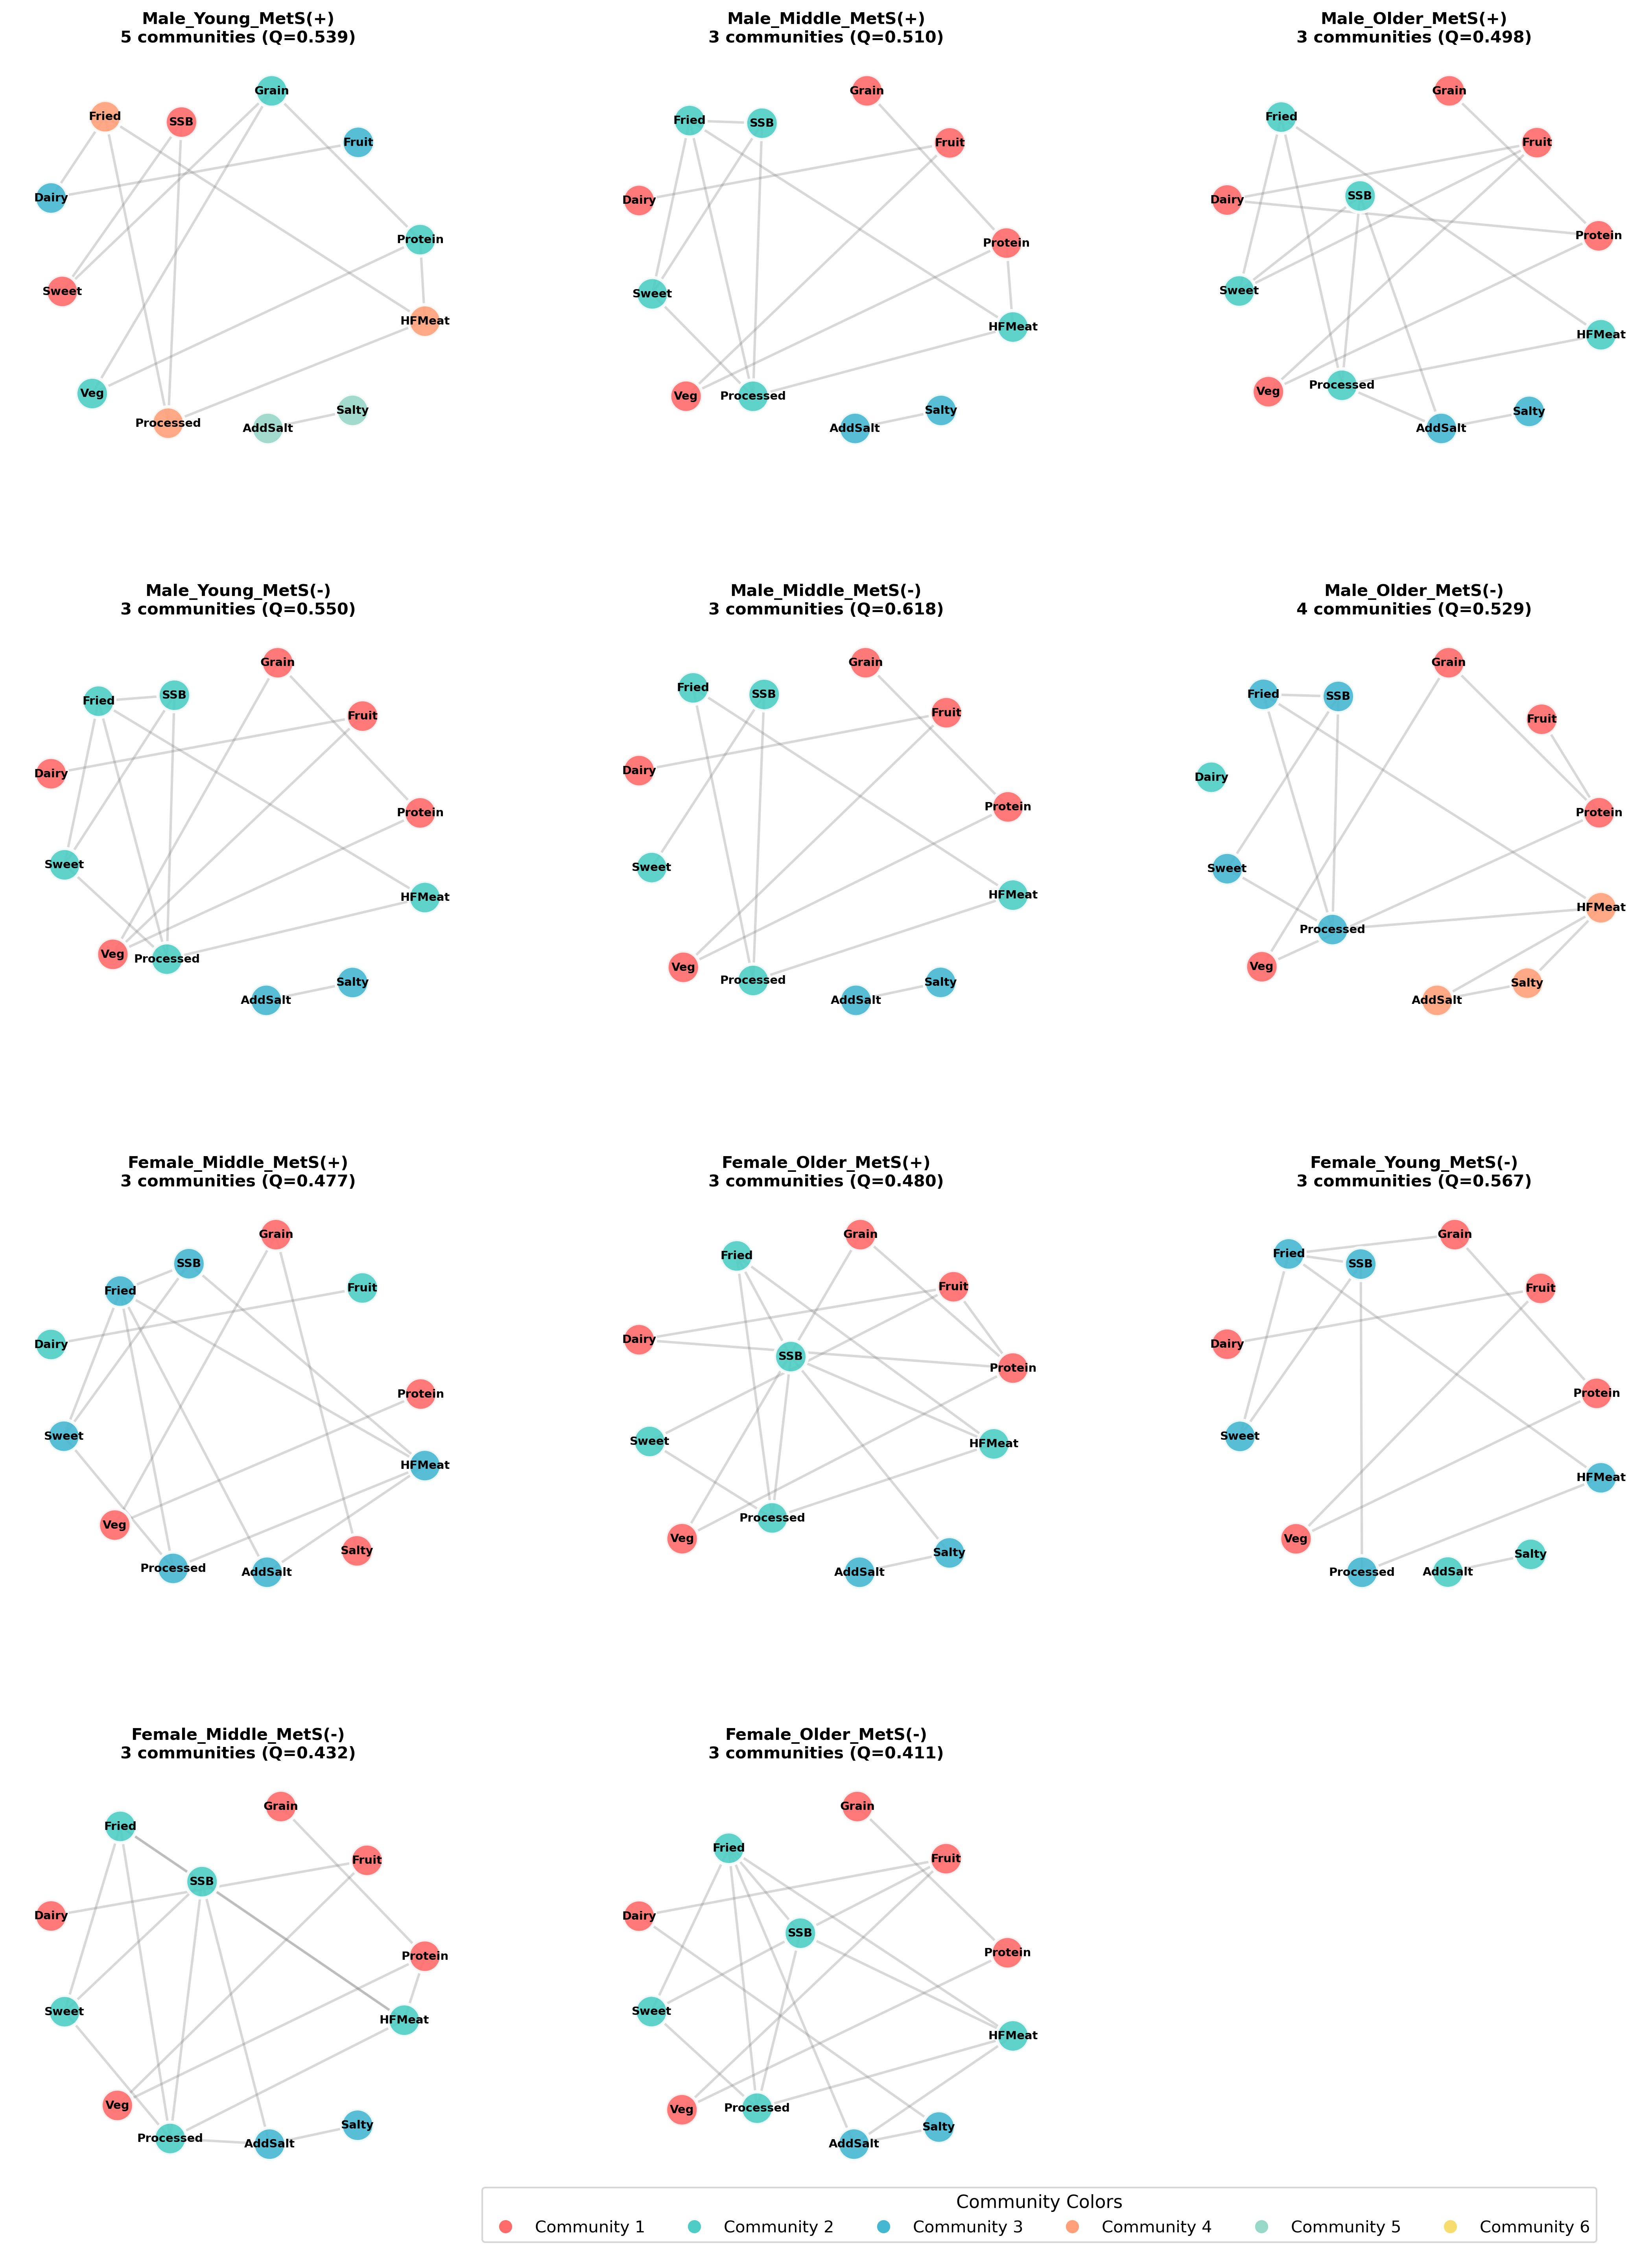 Male_Young_MetS(+)
5 communities (Q=0.539)
Grain
Fried
SSB
Fruit
Dairy
Protein
Sweet
HFMeat
Veg
Salty
Processed
AddSalt
Male_Middle_MetS(+)
3 communities (Q=0.510)
Grain
Fried
SSB
Fruit
Dairy
Protein
Sweet
HFMeat
Veg
Processed
Salty
AddSalt
Male_Older_MetS(+)
3 communities (Q=0.498)
Grain
Fried
Fruit
SSB
Dairy
Protein
Sweet
HFMeat
Processed
Veg
Salty
AddSalt
Male_Young_MetS(-)
3 communities (Q=0.550)
Grain
SSB
Fried
Fruit
Dairy
Protein
Sweet
HFMeat
Veg
Processed
Salty
AddSalt
Male_Middle_MetS(-)
3 communities (Q=0.618)
Grain
Fried
SSB
Fruit
Dairy
Protein
Sweet
HFMeat
Veg
Processed
Salty
AddSalt
Male_Older_MetS(-)
4 communities (Q=0.529)
Grain
Fried
SSB
Fruit
Dairy
Protein
Sweet
HFMeat
Processed
Veg
Salty
AddSalt
Female_Middle_MetS(+)
3 communities (Q=0.477)
Grain
SSB
Fried
Fruit
Dairy
Protein
Sweet
HFMeat
Veg
Salty
Processed
AddSalt
Female_Older_MetS(+)
3 communities (Q=0.480)
Grain
Fried
Fruit
Dairy
SSB
Protein
Sweet
HFMeat
Processed
Veg
Salty
AddSalt
Female_Young_MetS(-)
3 communities (Q=0.567)
Grain
Fried
SSB
Fruit
Dairy
Protein
Sweet
HFMeat
Veg
Salty
Processed
AddSalt
Female_Middle_MetS(-)
3 communities (Q=0.432)
Grain
Fried
Fruit
SSB
Dairy
Protein
Sweet
HFMeat
Veg
Salty
Processed
AddSalt
Female_Older_MetS(-)
3 communities (Q=0.411)
Grain
Fried
Fruit
Dairy
SSB
Protein
Sweet
HFMeat
Processed
Veg
Salty
AddSalt
Community Colors
Community 1 Community 2 Community 3 Community 4 Community 5 Community 6